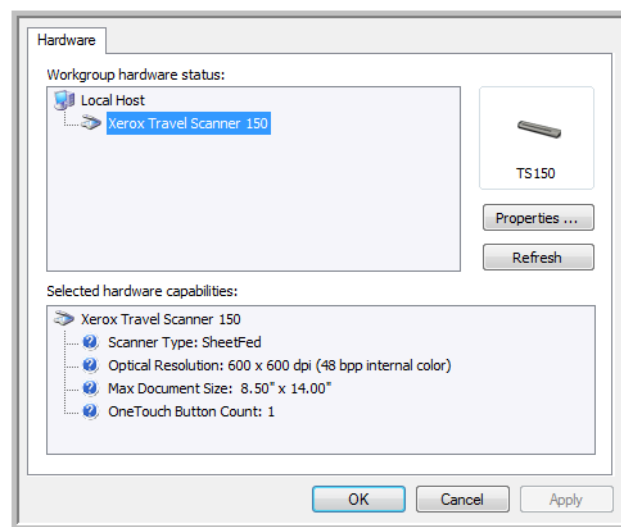 Hardware
Workgroup hardware status:
Local Host
Xerox Travel Scanner 150
TS150
Properties ...
Refresh
Selected hardware capabilities:
Xerox Travel Scanner 150
Scanner Type: SheetFed
Optical Resolution: 600 x 600 dpi (48 bpp internal color)
Max Document Size:  8.50" x 14.00"
OneTouch Button Count: 1
OK Cancel Apply